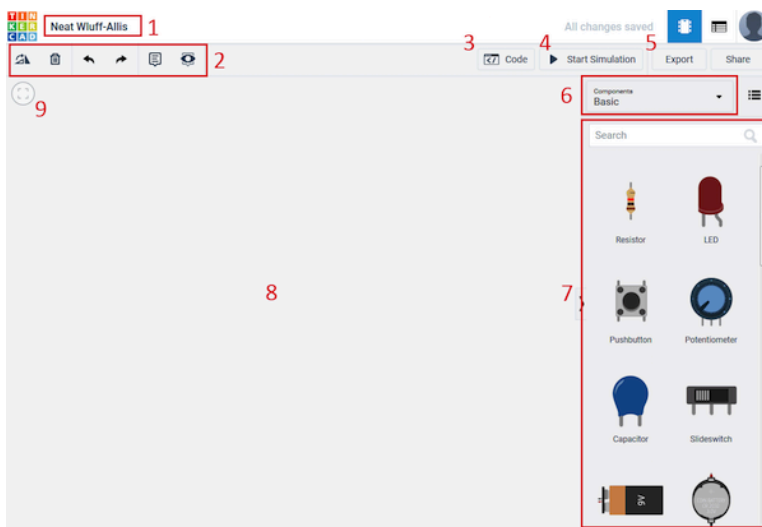 TIN
KER
CAD
Neat Wluff-Allis
1
All changes saved
2
3
Code
4
Start Simulation
5
Export
Share
6
Components
Basic
9
Search
Resistor
LED
8
7
Pushbutton
Potentiometer
Capacitor
Slideswitch
9V